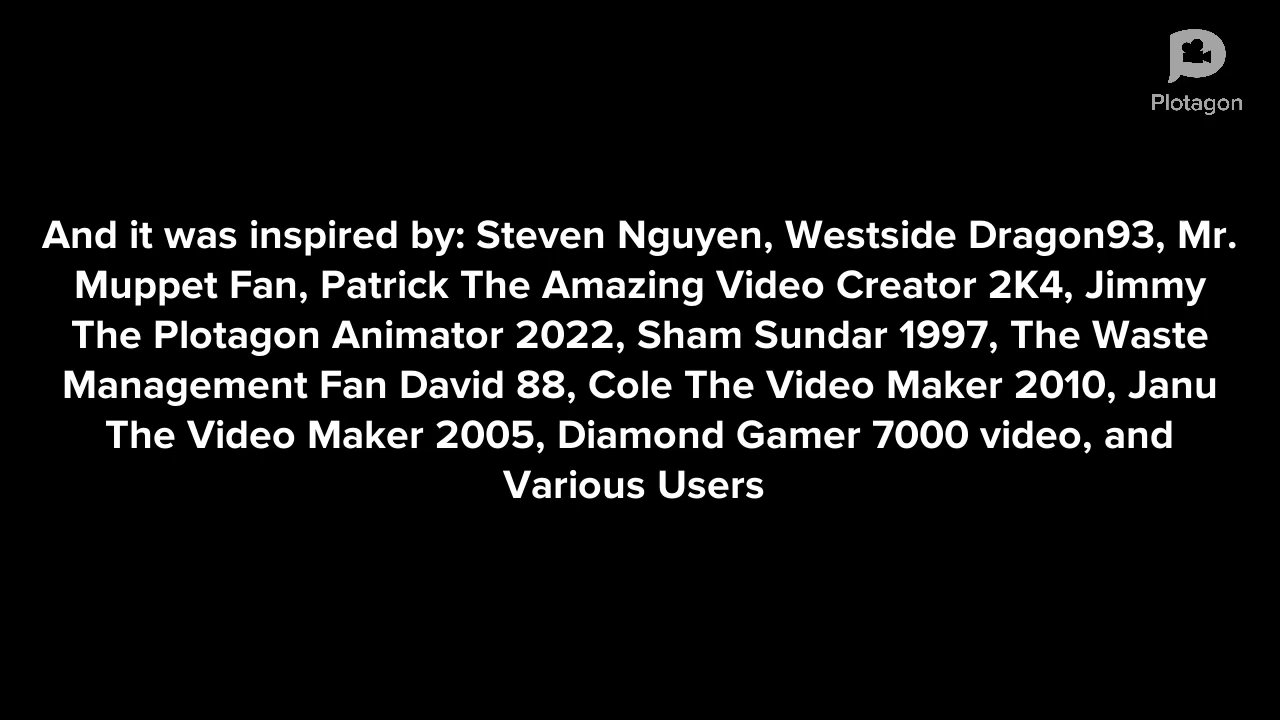 Plotagon
And it was inspired by: Steven Nguyen, Westside Dragon93, Mr.
Muppet Fan, Patrick The Amazing Video Creator 2K4, Jimmy
The Plotagon Animator 2022, Sham Sundar 1997, The Waste
Management Fan David 88, Cole The Video Maker 2010, Janu
The Video Maker 2005, Diamond Gamer 7000 video, and
Various Users